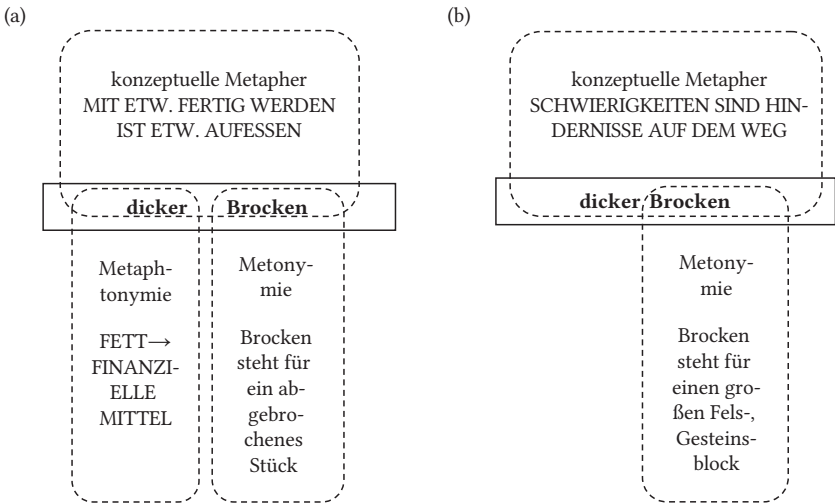 (a)
konzeptuelle Metapher
MIT ETW. FERTIG WERDEN
IST ETW. AUFESSEN
dicker Brocken
Metaph-
tonymie
FETT→
FINANZI-
ELLE
MITTEL
Metony-
mie
Brocken
steht für
ein ab-
gebro-
chenes
Stück
(b)
konzeptuelle Metapher
SCHWIERIGKEITEN SIND HIN-
DERNISSE AUF DEM WEG
dicker Brocken
Metony-
mie
Brocken
steht für
einen gro-
ßen Fels-,
Gesteins-
block